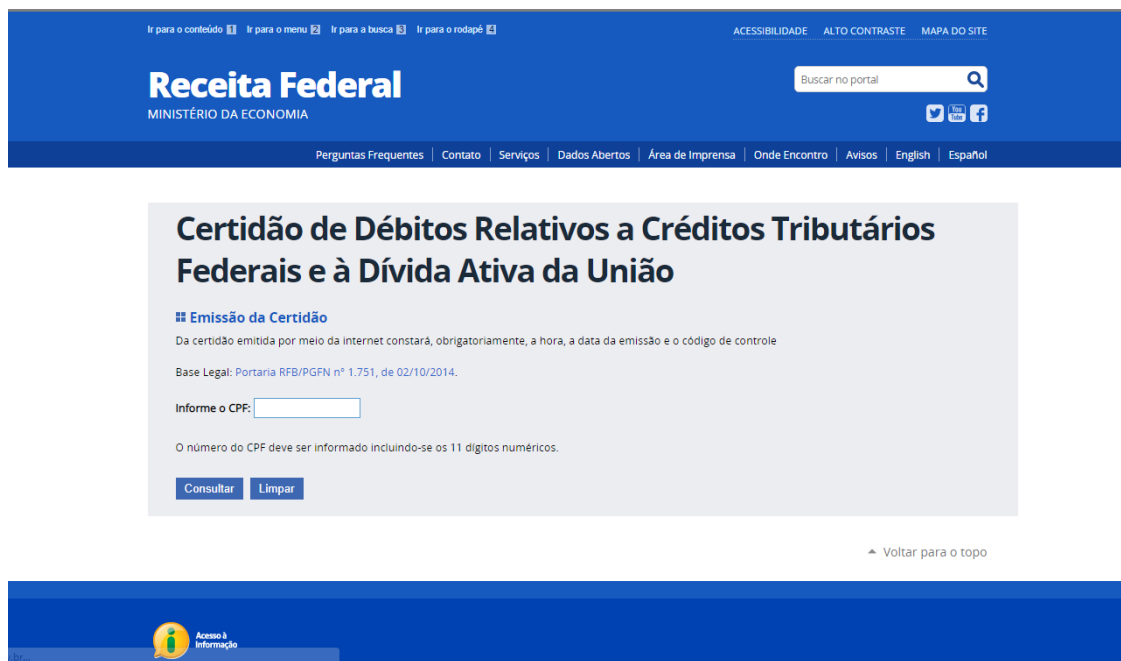 Ir para o conteúdo 1 Ir para o menu 2 Ir para a busca 3 Ir para o rodapé 4
ACESSIBILIDADE ALTO CONTRASTE MAPA DO SITE
Receita Federal
Buscar no portal
MINISTÉRIO DA ECONOMIA
You Tube
Perguntas Frequentes | Contato | Serviços | Dados Abertos | Área de Imprensa | Onde Encontro | Avisos | English | Español
Certidão de Débitos Relativos a Créditos Tributários
Federais e à Dívida Ativa da União
Emissão da Certidão
Da certidão emitida por meio da internet constará, obrigatoriamente, a hora, a data da emissão e o código de controle
Base Legal: Portaria RFB/PGFN nº 1.751, de 02/10/2014.
Informe o CPF:
O número do CPF deve ser informado incluindo-se os 11 dígitos numéricos.
Consultar Limpar
Voltar para o topo
Acesso à
Informação